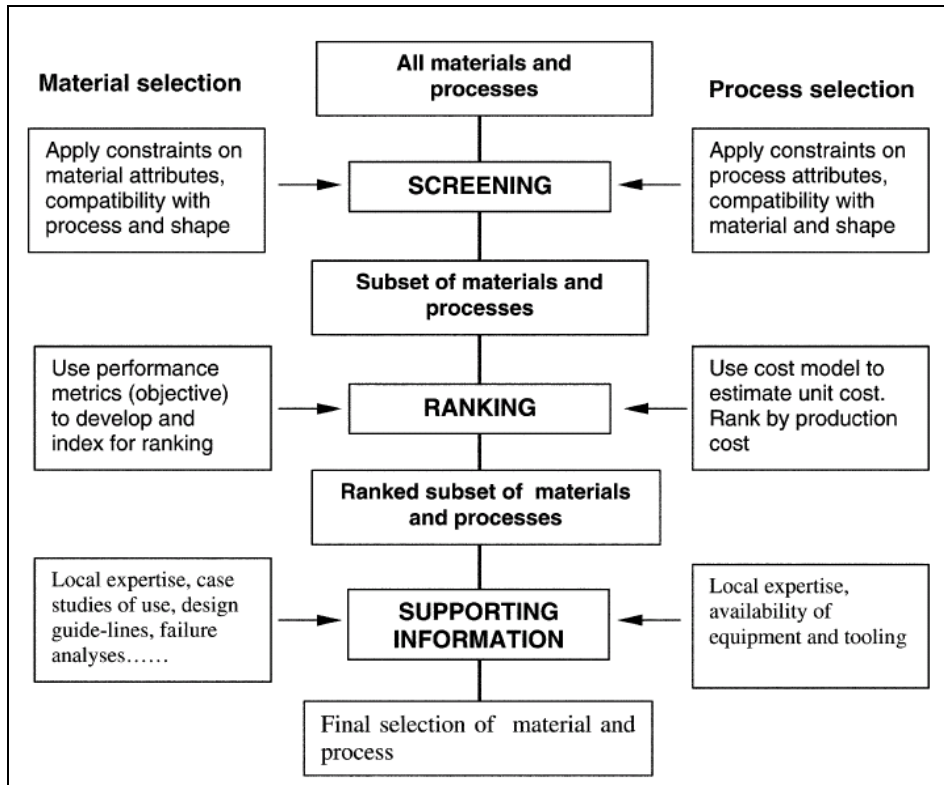 All materials and
processes
Material selection
Process selection
Apply constraints on
material attributes,
compatibility with
process and shape
SCREENING
Apply constraints on
process attributes,
compatibility with
material and shape
Subset of materials and
processes
Use performance
metrics (objective)
to develop and
index for ranking
RANKING
Use cost model to
estimate unit cost.
Rank by production
cost
Ranked subset of materials
and processes
Local expertise, case
studies of use, design
guide-lines, failure
analyses……
SUPPORTING
INFORMATION
Local expertise,
availability of
equipment and tooling
Final selection of material and
process